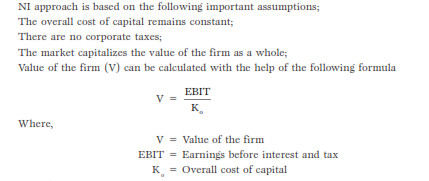 NI approach is based on the following important assumptions;
The overall cost of capital remains constant;
There are no corporate taxes;
The market capitalizes the value of the firm as a whole;
Value of the firm (V) can be calculated with the help of the following formula
V = EBIT / Kₒ
Where,
V = Value of the firm
EBIT = Earnings before interest and tax
Kₒ = Overall cost of capital